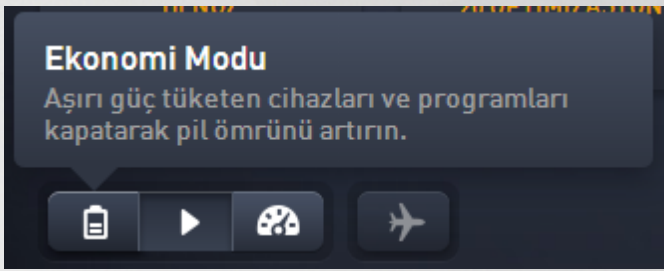 Ekonomi Modu
Aşırı güç tüketen cihazları ve programları
kapatarak pil ömrünü artırın.